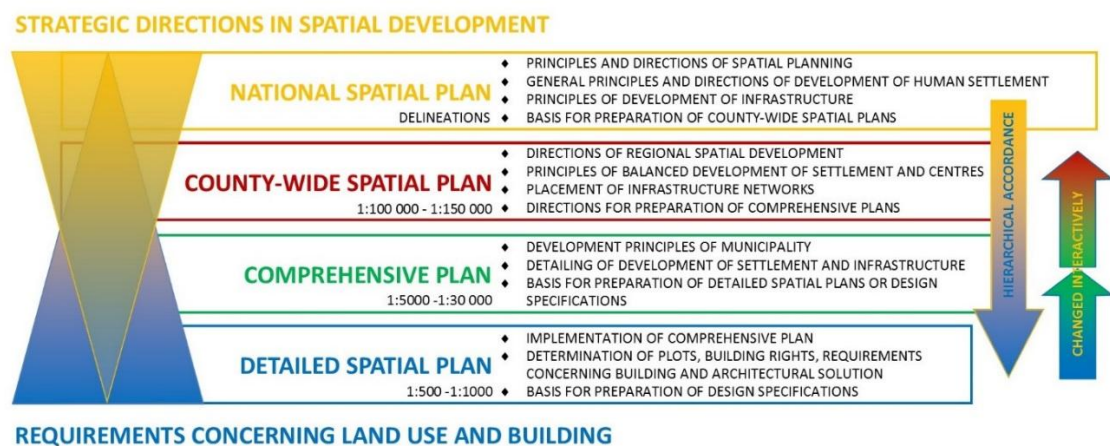 STRATEGIC DIRECTIONS IN SPATIAL DEVELOPMENT
NATIONAL SPATIAL PLAN
DELINEATIONS
♦ PRINCIPLES AND DIRECTIONS OF SPATIAL PLANNING
♦ GENERAL PRINCIPLES AND DIRECTIONS OF DEVELOPMENT OF HUMAN SETTLEMENT
♦ PRINCIPLES OF DEVELOPMENT OF INFRASTRUCTURE
♦ BASIS FOR PREPARATION OF COUNTY-WIDE SPATIAL PLANS
COUNTY-WIDE SPATIAL PLAN
1:100 000 - 1:150 000
♦ DIRECTIONS OF REGIONAL SPATIAL DEVELOPMENT
♦ PRINCIPLES OF BALANCED DEVELOPMENT OF SETTLEMENT AND CENTRES
♦ PLACEMENT OF INFRASTRUCTURE NETWORKS
♦ DIRECTIONS FOR PREPARATION OF COMPREHENSIVE PLANS
COMPREHENSIVE PLAN
1:5000 -1:30 000
♦ DEVELOPMENT PRINCIPLES OF MUNICIPALITY
♦ DETAILING OF DEVELOPMENT OF SETTLEMENT AND INFRASTRUCTURE
♦ BASIS FOR PREPARATION OF DETAILED SPATIAL PLANS OR DESIGN
SPECIFICATIONS
DETAILED SPATIAL PLAN
1:500 -1:1000
♦ IMPLEMENTATION OF COMPREHENSIVE PLAN
♦ DETERMINATION OF PLOTS, BUILDING RIGHTS, REQUIREMENTS
CONCERNING BUILDING AND ARCHITECTURAL SOLUTION
♦ BASIS FOR PREPARATION OF DESIGN SPECIFICATIONS
HIERARCHICAL ACCORDANCE
CHANGED INTERACTIVELY
REQUIREMENTS CONCERNING LAND USE AND BUILDING